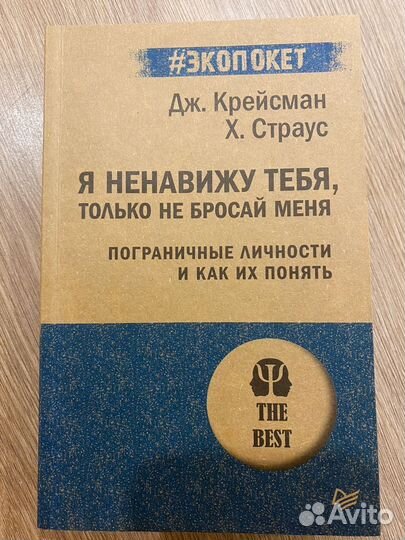 #ЭКОПОКЕТ
Дж. Крейсман
Х. Страус
Я НЕНАВИЖУ ТЕБЯ,
ТОЛЬКО НЕ БРОСАЙ МЕНЯ
ПОГРАНИЧНЫЕ ЛИЧНОСТИ
И КАК ИХ ПОНЯТЬ
Ψ
THE
BEST
Avito